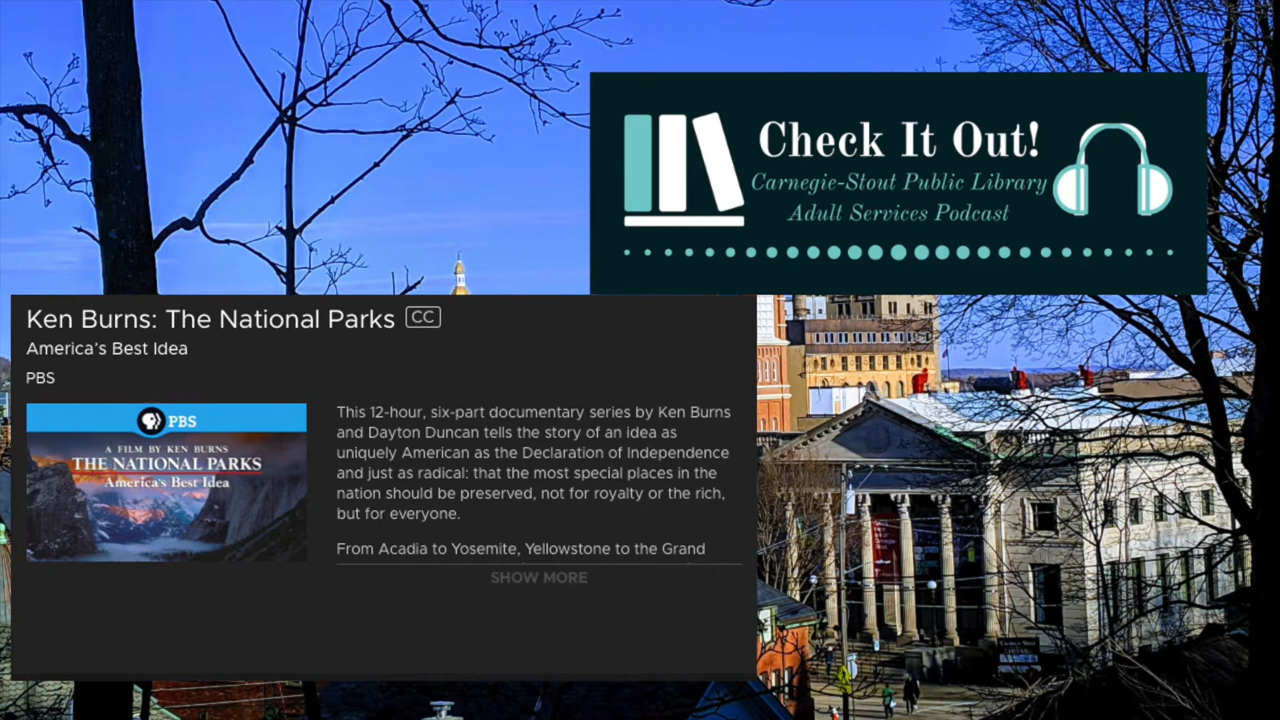 Check It Out!
Carnegie-Stout Public Library
Adult Services Podcast
Ken Burns: The National Parks CC
America's Best Idea
PBS
PBS
A FILM BY KEN BURNS
THE NATIONAL PARKS
America's Best Idea
This 12-hour, six-part documentary series by Ken Burns
and Dayton Duncan tells the story of an idea as
uniquely American as the Declaration of Independence
and just as radical: that the most special places in the
nation should be preserved, not for royalty or the rich,
but for everyone.
From Acadia to Yosemite, Yellowstone to the Grand
SHOW MORE